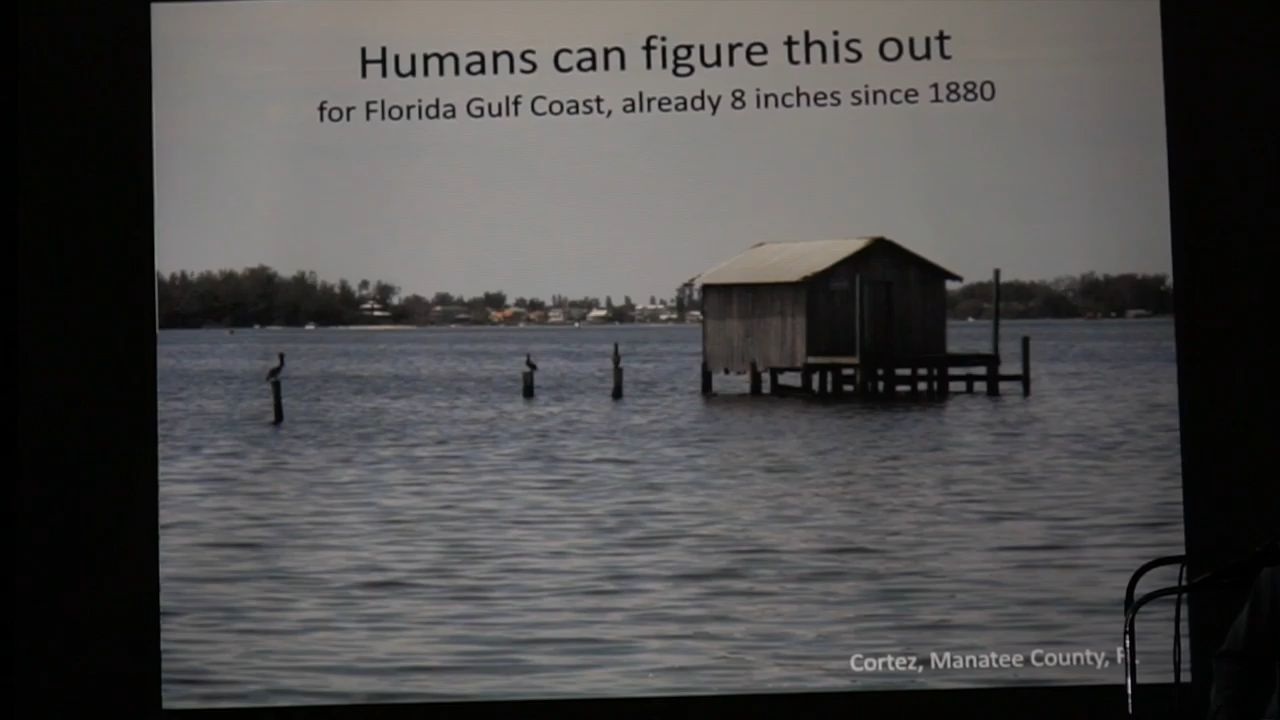 Humans can figure this out
for Florida Gulf Coast, already 8 inches since 1880
Cortez, Manatee County,